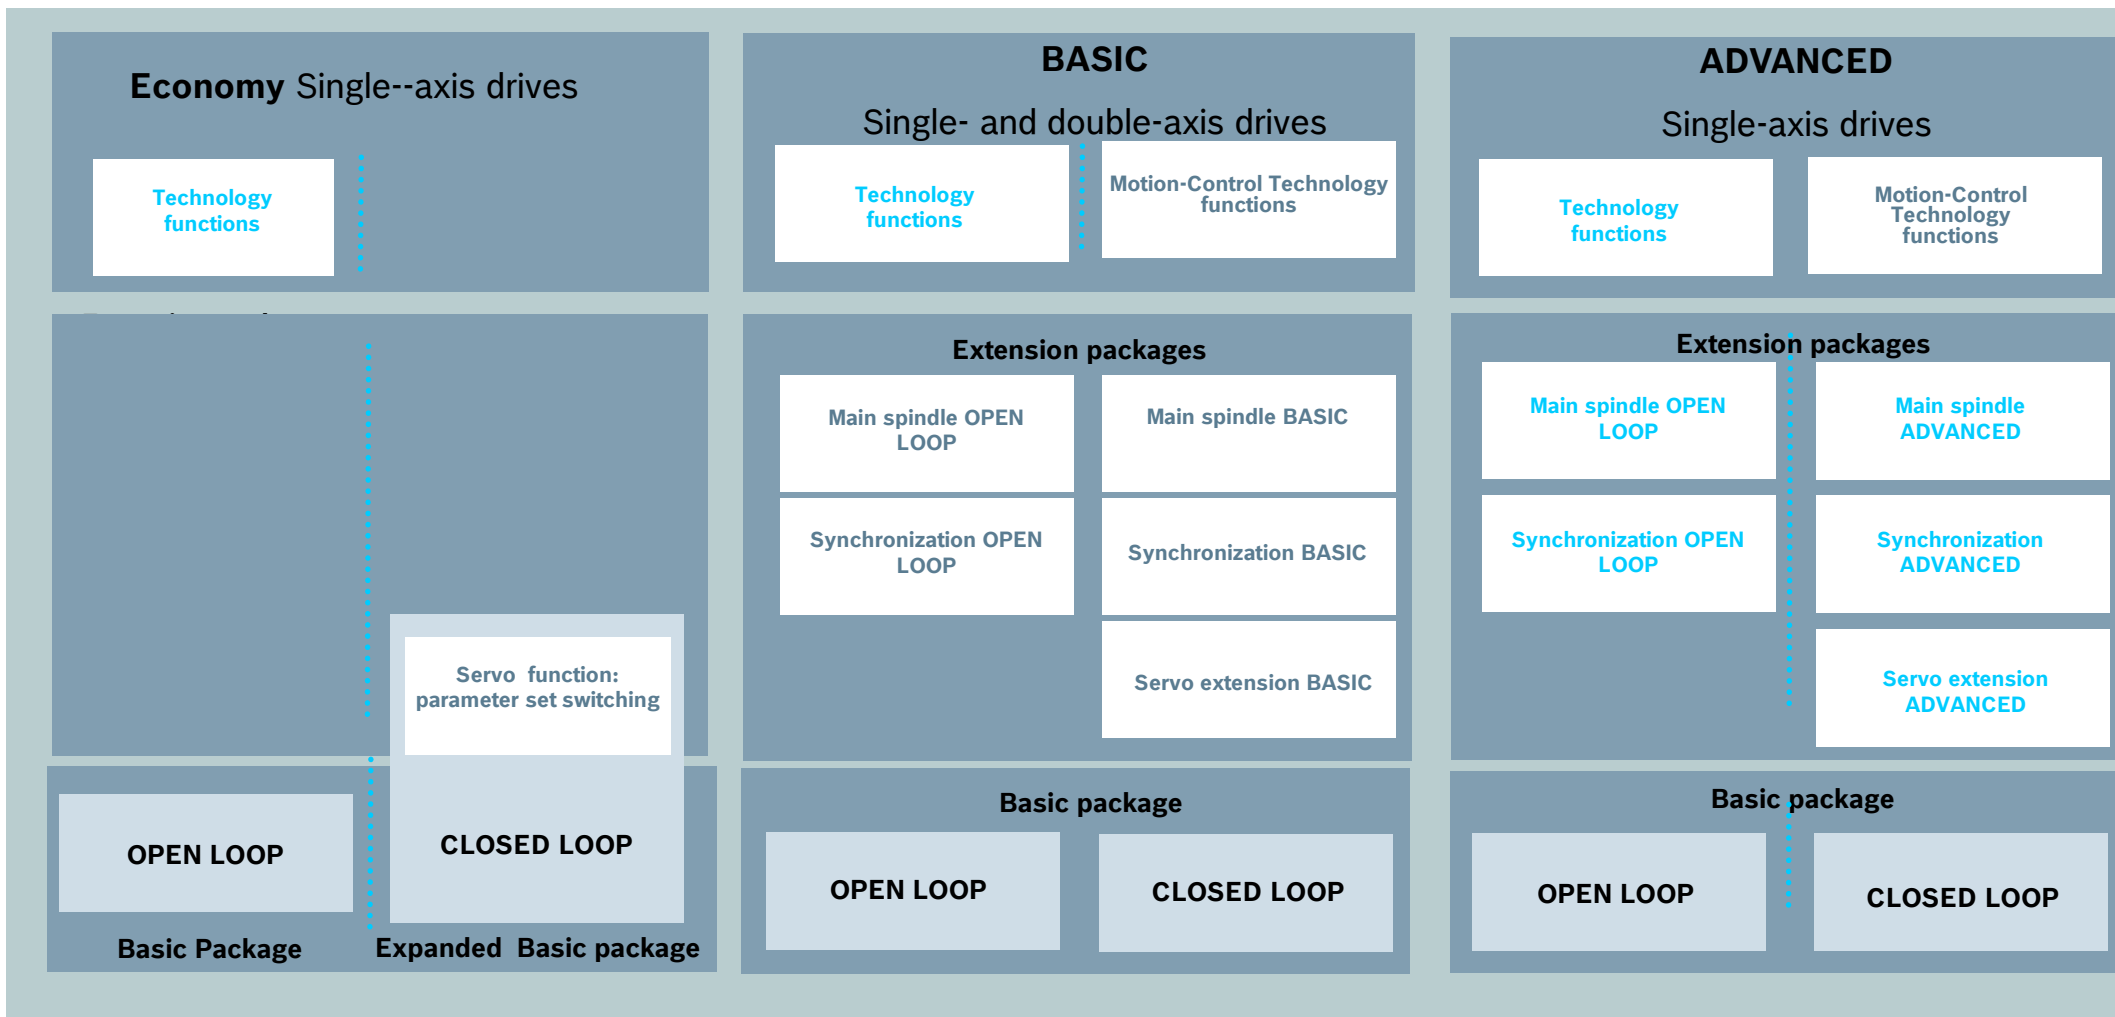 Economy Single--axis drives
Technology
functions
Servo function:
parameter set switching
OPEN LOOP
CLOSED LOOP
Basic Package
Expanded Basic package
BASIC
Single- and double-axis drives
Technology
functions
Motion-Control Technology
functions
Extension packages
Main spindle OPEN
LOOP
Main spindle BASIC
Synchronization OPEN
LOOP
Synchronization BASIC
Servo extension BASIC
Basic package
OPEN LOOP
CLOSED LOOP
ADVANCED
Single-axis drives
Technology
functions
Motion-Control
Technology
functions
Extension packages
Main spindle OPEN
LOOP
Main spindle
ADVANCED
Synchronization OPEN
LOOP
Synchronization
ADVANCED
Servo extension
ADVANCED
Basic package
OPEN LOOP
CLOSED LOOP